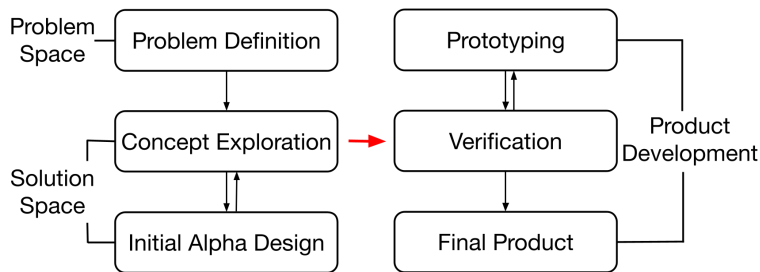 Problem
Space
Problem Definition
Concept Exploration
Solution
Space
Initial Alpha Design
Prototyping
Verification
Product
Development
Final Product